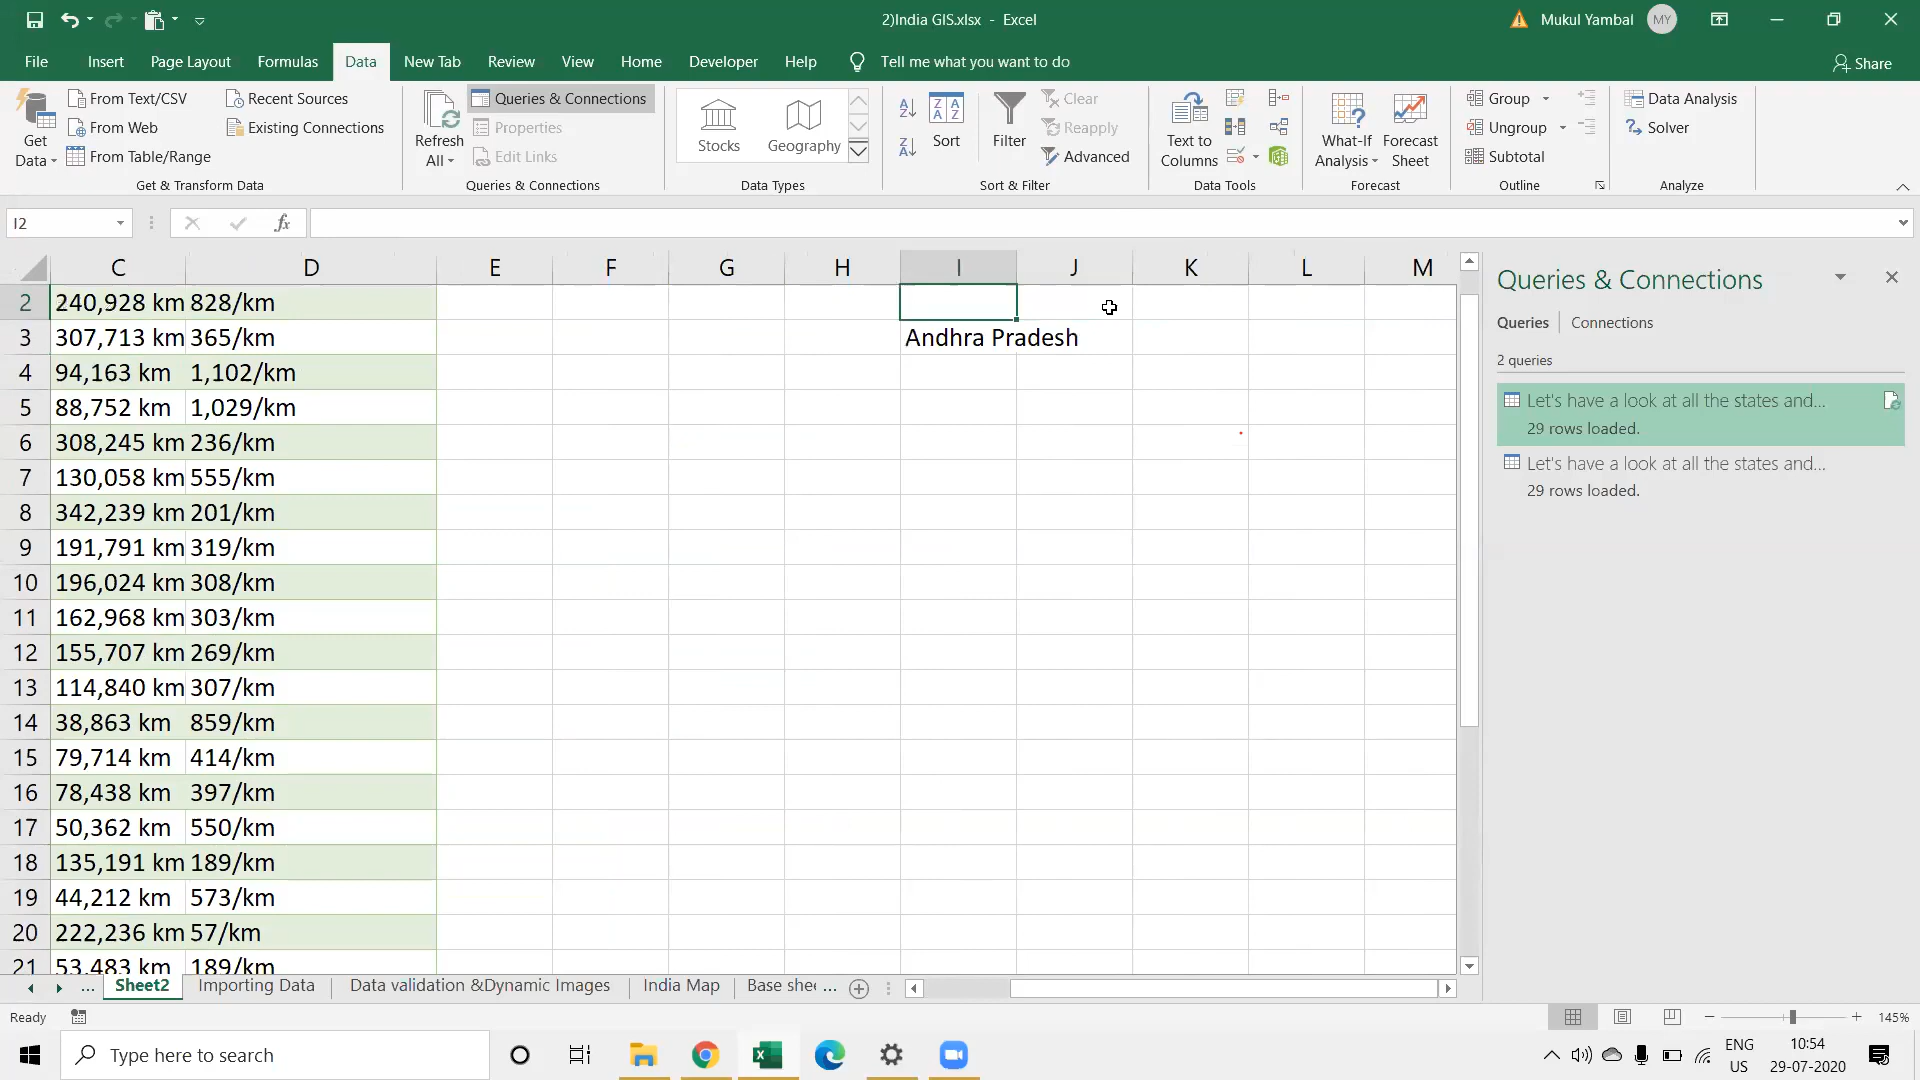 2)India GIS.xlsx - Excel
Mukul Yambal MY
File Insert Page Layout Formulas Data New Tab Review View Home Developer Help Tell me what you want to do Share
Get Data
From Text/CSV
From Web
From Table/Range
Recent Sources
Existing Connections
Get & Transform Data
Refresh All
Queries & Connections
Properties
Edit Links
Queries & Connections
Stocks Geography
Data Types
Sort
Filter
Clear
Reapply
Advanced
Sort & Filter
Text to Columns
Data Tools
What-If Analysis
Forecast Sheet
Forecast
Group
Ungroup
Subtotal
Outline
Data Analysis
Solver
Analyze
I2
fx
C D E F G H I J K L M
2 240,928 km 828/km
3 307,713 km 365/km Andhra Pradesh
4 94,163 km 1,102/km
5 88,752 km 1,029/km
6 308,245 km 236/km
7 130,058 km 555/km
8 342,239 km 201/km
9 191,791 km 319/km
10 196,024 km 308/km
11 162,968 km 303/km
12 155,707 km 269/km
13 114,840 km 307/km
14 38,863 km 859/km
15 79,714 km 414/km
16 78,438 km 397/km
17 50,362 km 550/km
18 135,191 km 189/km
19 44,212 km 573/km
20 222,236 km 57/km
21 53,483 km 189/km
Queries & Connections
Queries Connections
2 queries
Let's have a look at all the states and...
29 rows loaded.
Let's have a look at all the states and...
29 rows loaded.
... Sheet2 Importing Data Data validation &Dynamic Images India Map Base shee ...
Ready
145%
Type here to search
ENG US
10:54
29-07-2020